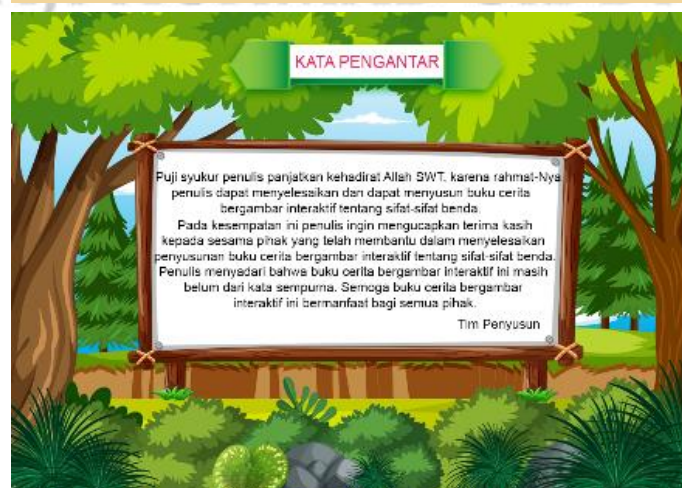 KATA PENGANTAR
Puji syukur penulis panjatkan kehadirat Allah SWT. karena rahmat-Nya
penulis dapat menyelesaikan dan dapat menyusun buku cerita
bergambar interaktif tentang sifat-sifat benda.
Pada kesempatan ini penulis ingin mengucapkan terima kasih
kepada sesama pihak yang telah membantu dalam menyelesaikan
penyusunan buku cerita bergambar interaktif tentang sifat-sifat benda.
Penulis menyadari bahwa buku cerita bergambar interaktif ini masih
belum dari kata sempurna. Semoga buku cerita bergambar
interaktif ini bermanfaat bagi semua pihak.
Tim Penyusun